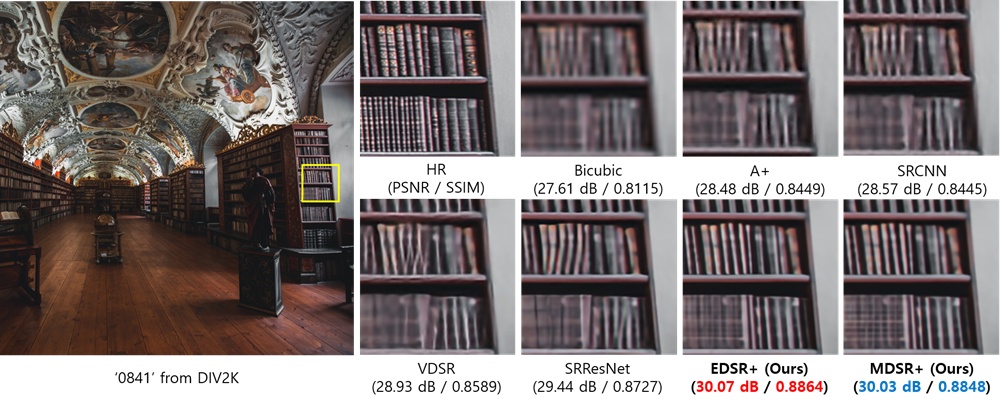 HR
(PSNR / SSIM)
Bicubic
(27.61 dB / 0.8115)
A+
(28.48 dB / 0.8449)
SRCNN
(28.57 dB / 0.8445)
VDSR
(28.93 dB / 0.8589)
SRResNet
(29.44 dB / 0.8727)
EDSR+ (Ours)
(30.07 dB / 0.8864)
MDSR+ (Ours)
(30.03 dB / 0.8848)
‘0841’ from DIV2K